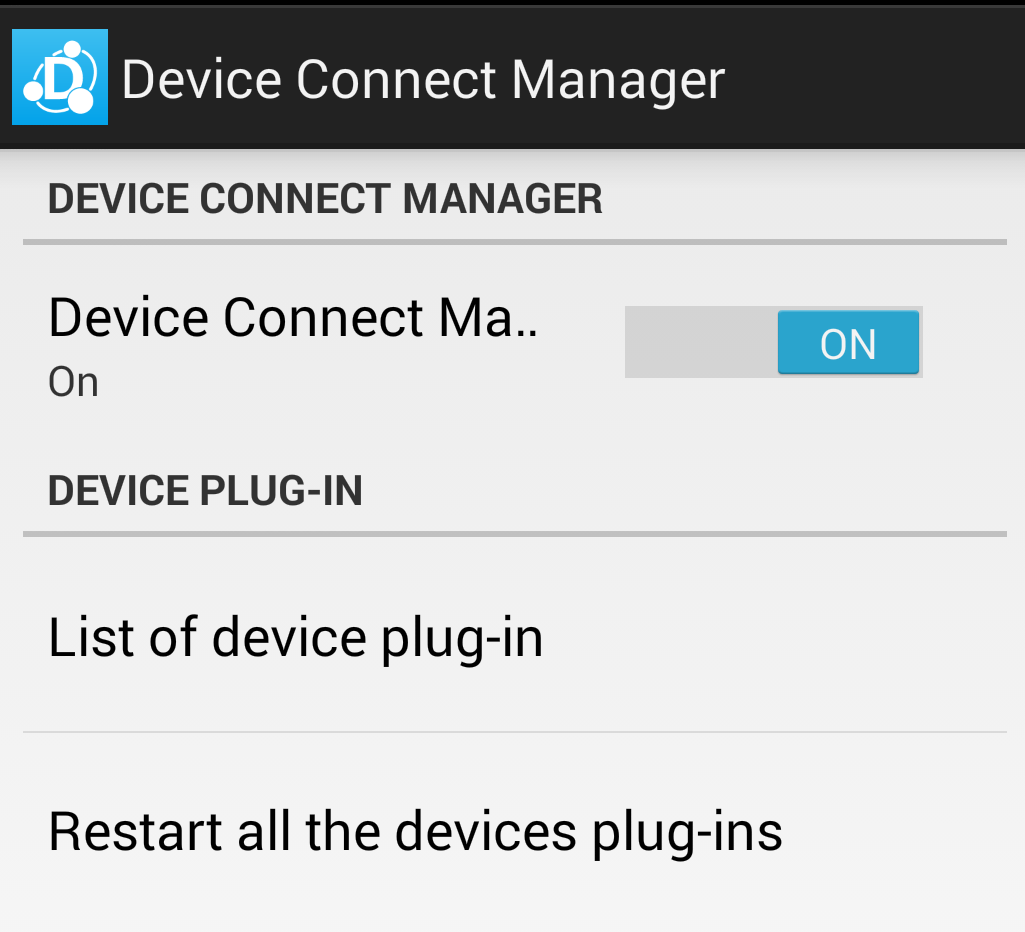 D
Device Connect Manager
DEVICE CONNECT MANAGER
Device Connect Ma..
On
ON
DEVICE PLUG-IN
List of device plug-in
Restart all the devices plug-ins